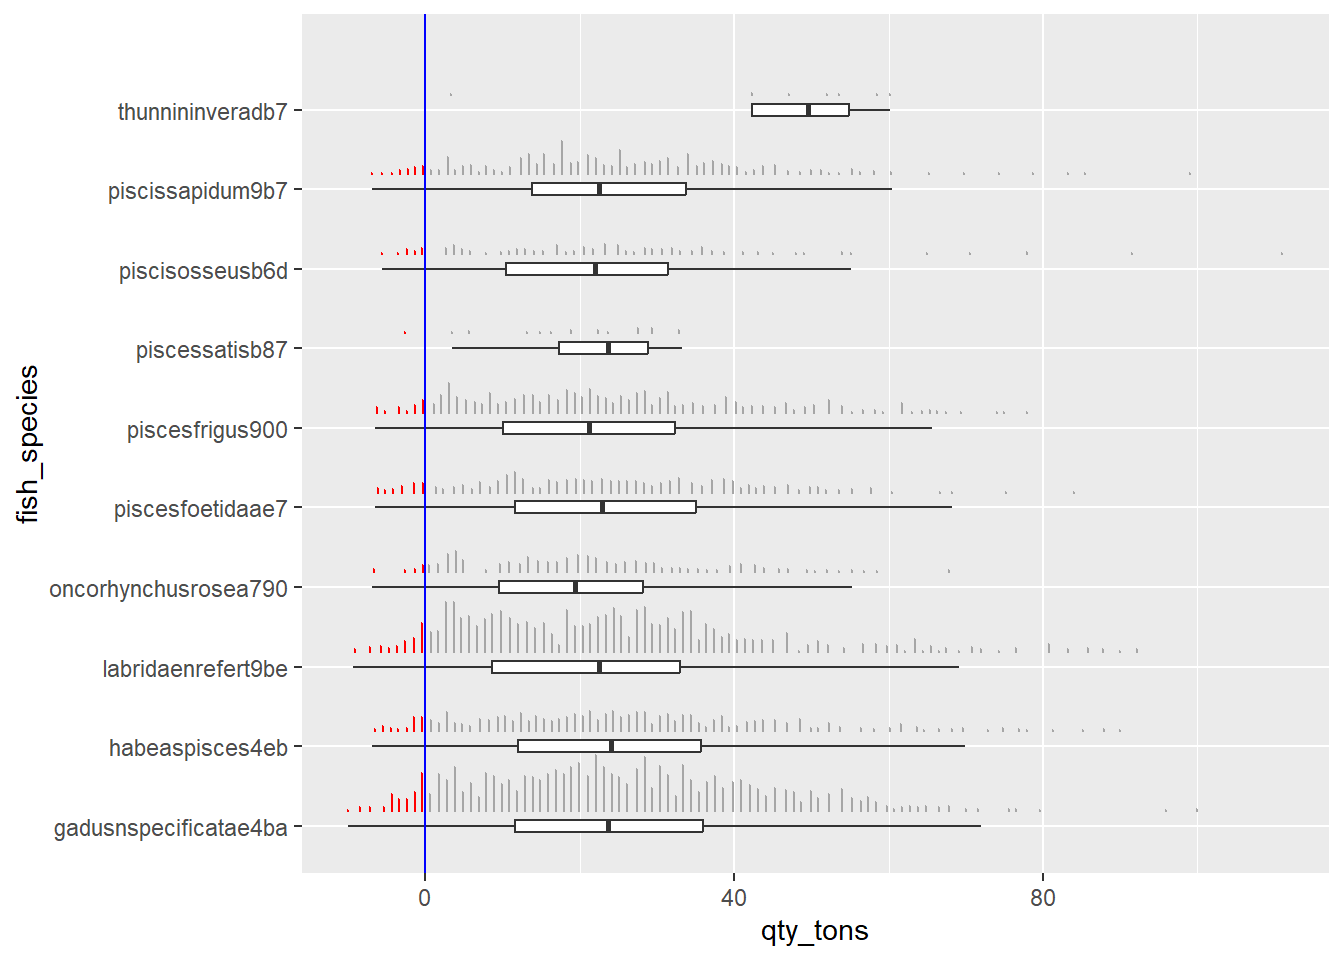 thunnininveradb7
piscissapidum9b7
piscisosseusb6d
piscessatisb87
piscesfrigus900
piscesfoetidaae7
oncorhynchusrosea790
labridaenrefert9be
habeaspisces4eb
gadusnspecificatae4ba
fish_species
0 40 80
qty_tons